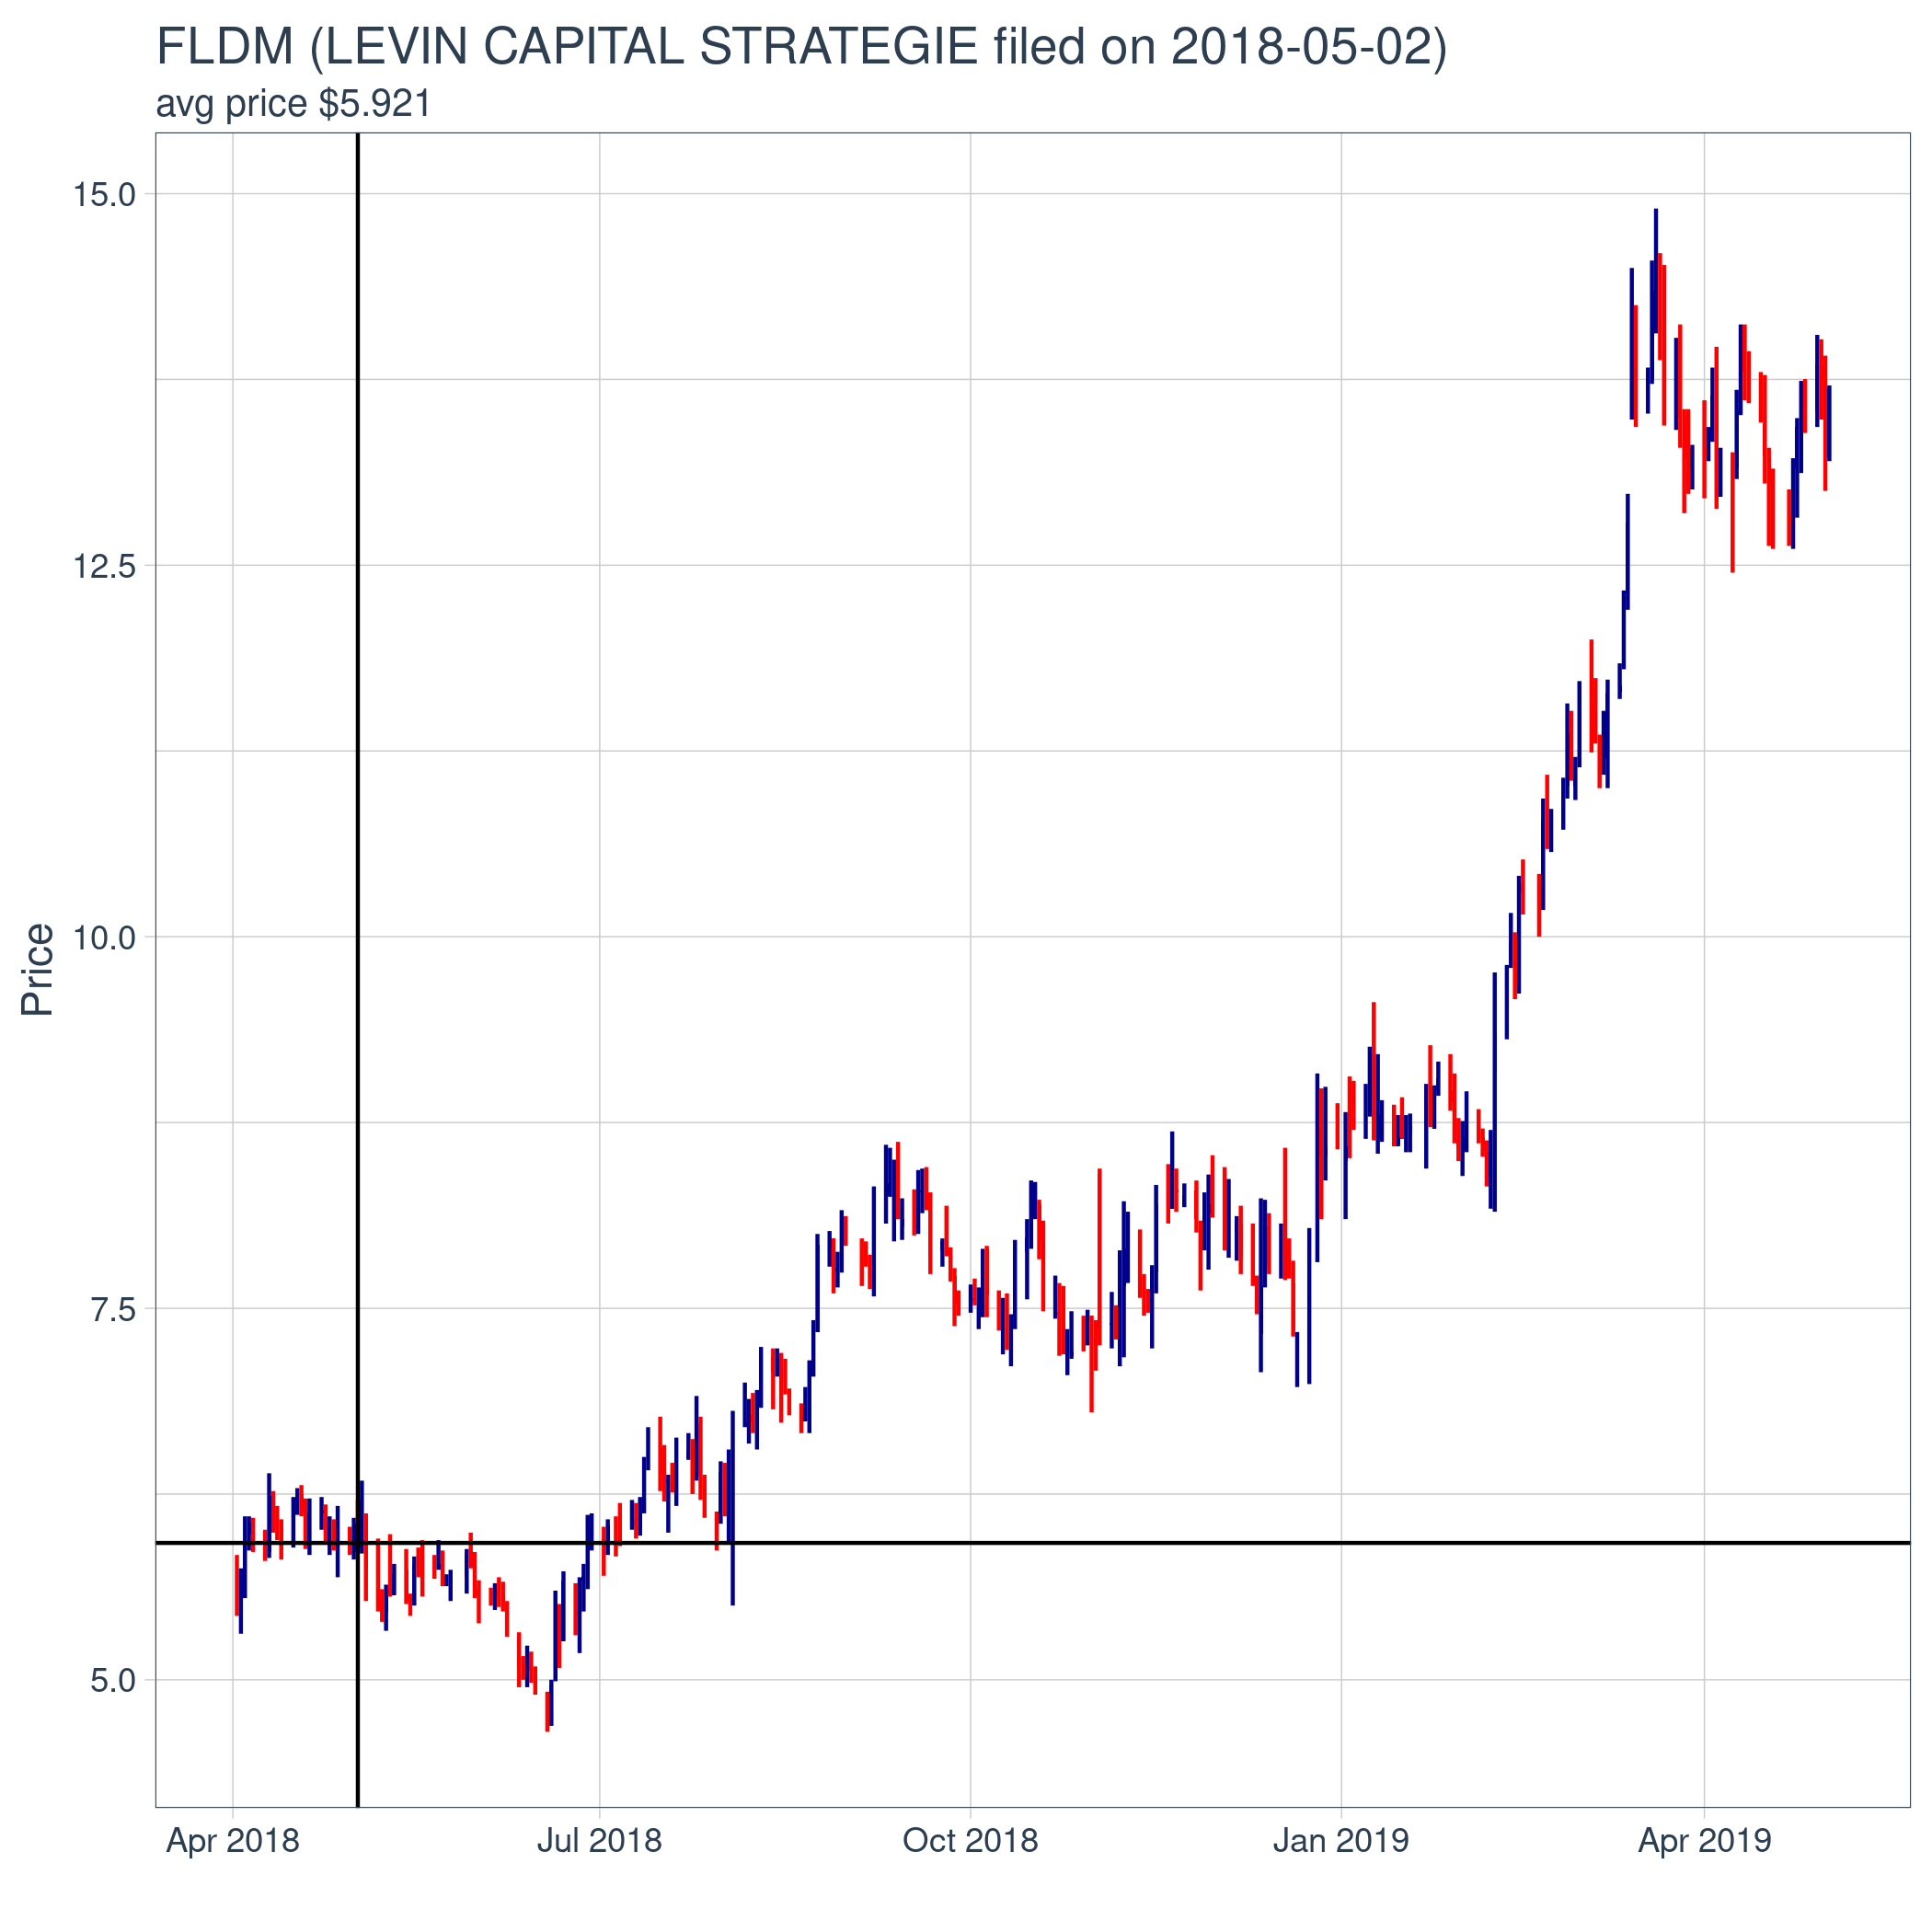 FLDM (LEVIN CAPITAL STRATEGIE filed on 2018-05-02)
avg price $5.921
15.0
12.5
10.0
7.5
5.0
Price
Apr 2018
Jul 2018
Oct 2018
Jan 2019
Apr 2019